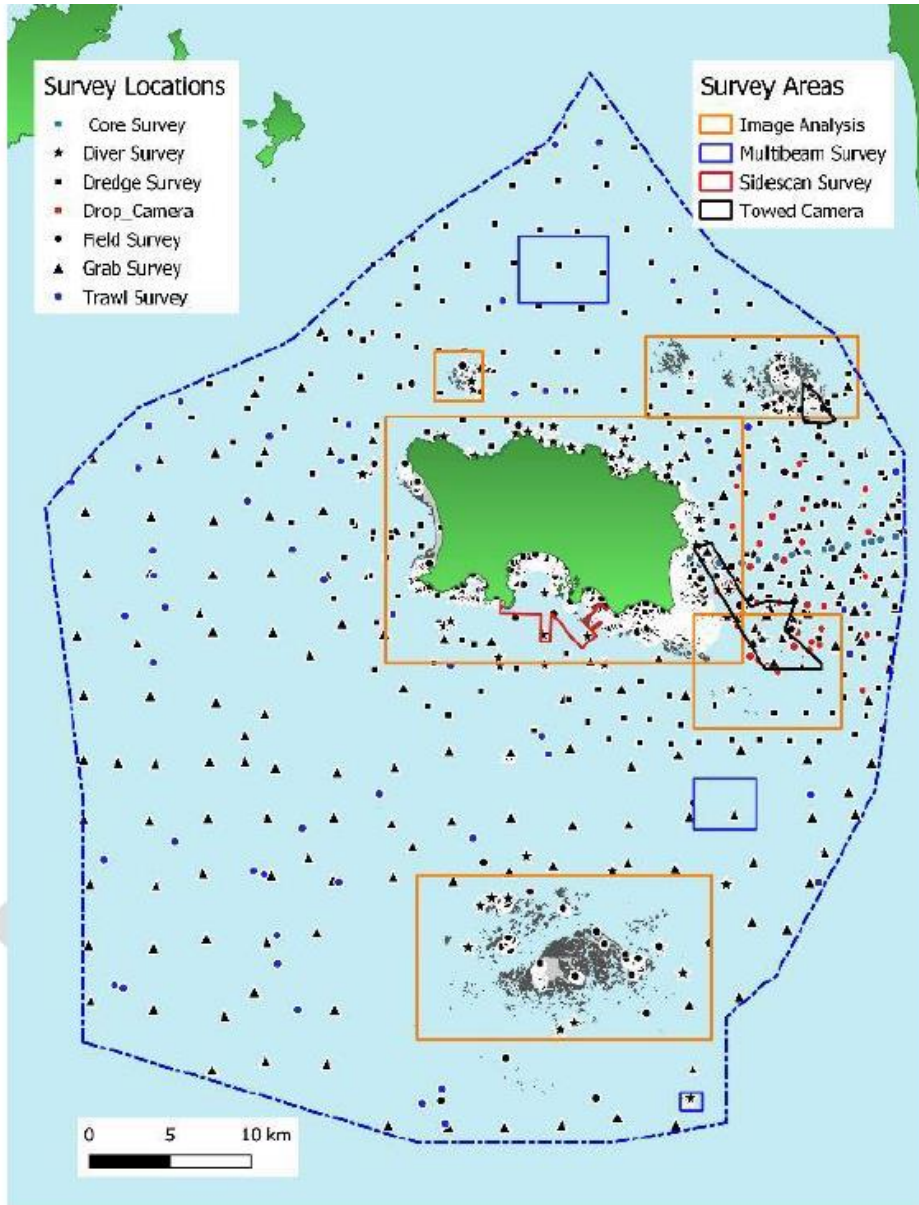 Survey Locations
Core Survey
Diver Survey
Dredge Survey
Drop_Camera
Field Survey
Grab Survey
Trawl Survey
Survey Areas
Image Analysis
Multibeam Survey
Sidescan Survey
Towed Camera
0 5 10 km